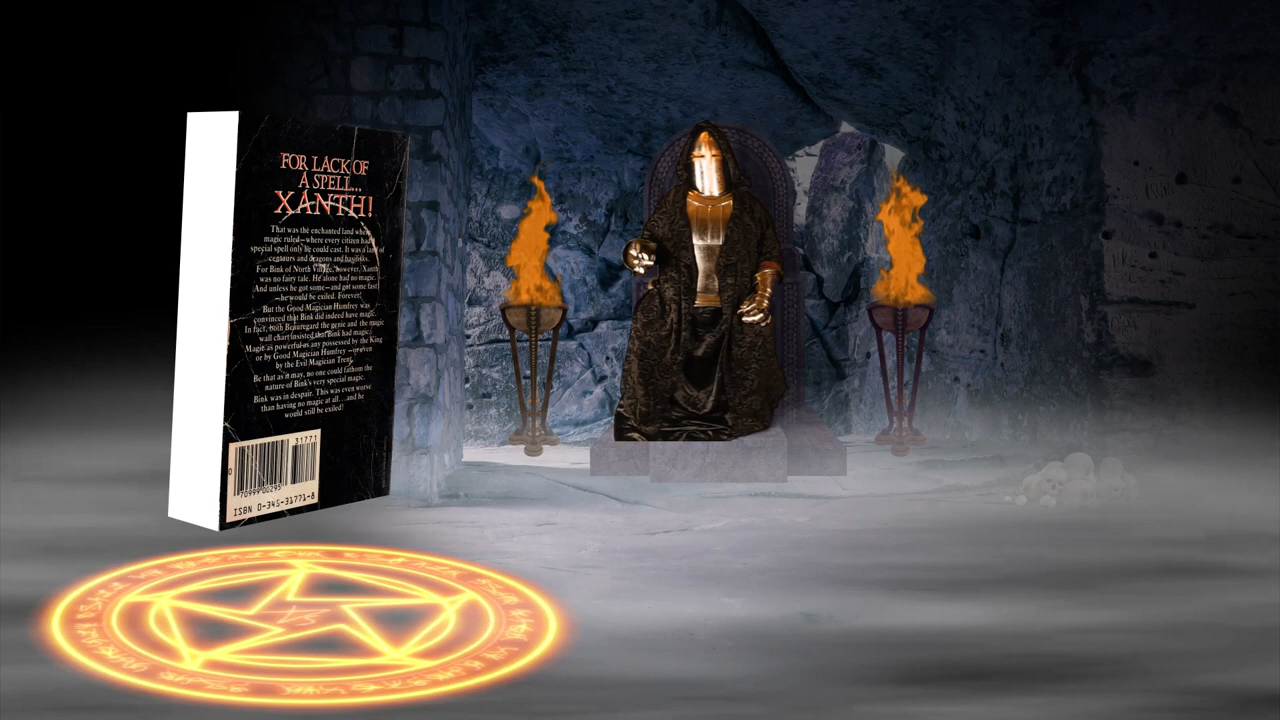 FOR LACK OF
A SPELL...
XANTH!
That was the enchanted land where
magic ruled—where every citizen had a
special spell only he could cast. It was a land of
centaurs and dragons and basilisks.
For Bink of North Village, however, Xanth
was no fairy tale. He alone had no magic.
And unless he got some—and got some fast
—he would be exiled. Forever!
But the Good Magician Humfrey was
convinced that Bink did indeed have magic.
In fact, both Beauregard the genie and the magic
wall chart insisted that Bink had magic.
Magic as powerful as any possessed by the King
or by Good Magician Humfrey—or even
by the Evil Magician Trent.
Be that as it may, no one could fathom the
nature of Bink's very special magic.
Bink was in despair. This was even worse
than having no magic at all...and he
would still be exiled!
31771
0
70999 00295
ISBN 0-345-31771-8